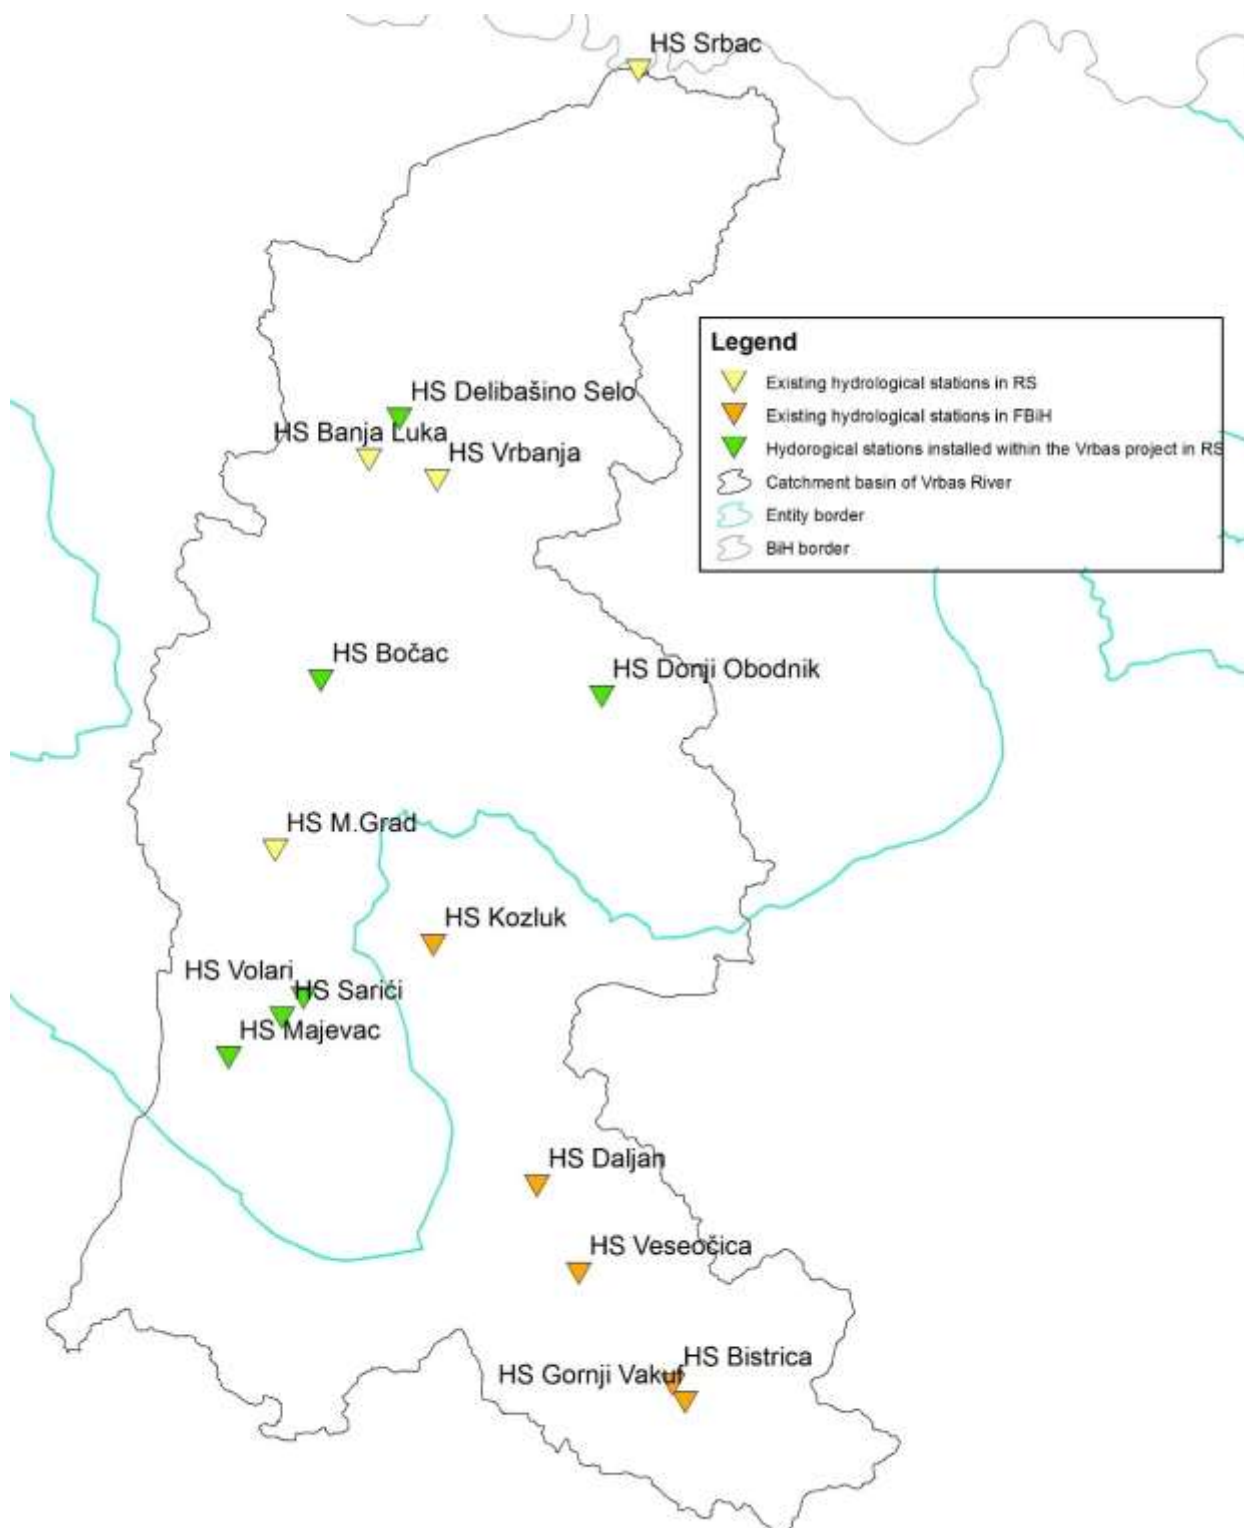 HS Srbac
Legend
Existing hydrological stations in RS
Existing hydrological stations in FBiH
Hydorogical stations installed within the Vrbas project in RS
Catchment basin of Vrbas River
Entity border
BiH border
HS Delibašino Selo
HS Banja Luka
HS Vrbanja
HS Bočac
HS Donji Obodnik
HS M.Grad
HS Kozluk
HS Volari
HS Sarići
HS Majevac
HS Daljan
HS Veseočica
HS Bistrica
HS Gornji Vakuf